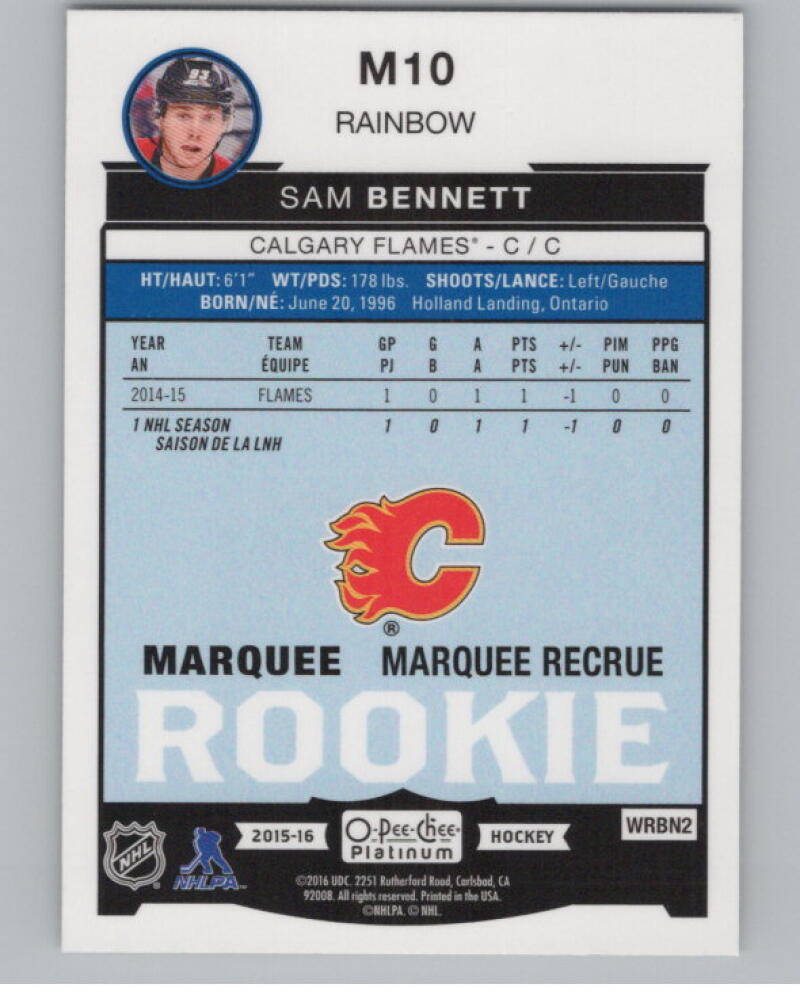 M10
RAINBOW
93
SAM BENNETT
CALGARY FLAMES® - C / C
HT/HAUT: 6'1" WT/PDS: 178 lbs. SHOOTS/LANCE: Left/Gauche
BORN/NÉ: June 20, 1996 Holland Landing, Ontario
YEAR TEAM GP G A PTS +/- PIM PPG
AN ÉQUIPE PJ B A PTS +/- PUN BAN
2014-15 FLAMES 1 0 1 1 -1 0 0
1 NHL SEASON 1 0 1 1 -1 0 0
SAISON DE LA LNH
C
®
MARQUEE MARQUEE RECRUE
ROOKIE
NHL
NHLPA
2015-16 O-Pee-Chee® HOCKEY WRBN2
Platinum
©2016 UDC. 2251 Rutherford Road, Carlsbad, CA
92008. All rights reserved. Printed in the USA.
©NHLPA. © NHL.